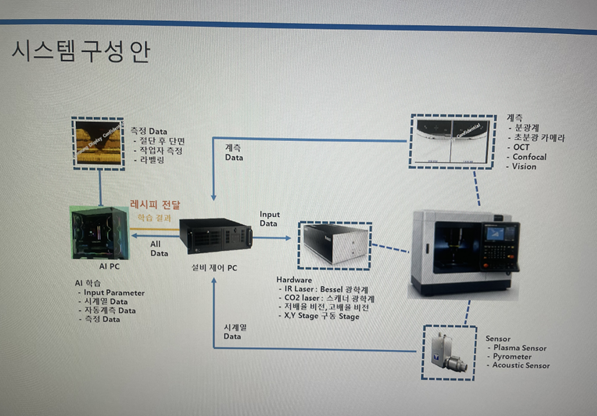 시스템 구성 안
측정 Data
- 절단 후 단면
- 작업자 측정
- 라벨링
계측
Data
Confidential
계측
- 분광계
- 초분광 카메라
- OCT
- Confocal
- Vision
레시피 전달
학습 결과
All
Data
Input
Data
AI PC
설비 제어 PC
AI 학습
- Input Parameter
- 시계열 Data
- 자동계측 Data
- 측정 Data
Hardware
- IR Laser : Bessel 광학계
- CO2 laser : 스캐너 광학계
- 저배율 비전,고배율 비전
- X,Y Stage 구동 Stage
시계열
Data
Sensor
- Plasma Sensor
- Pyrometer
- Acoustic Sensor